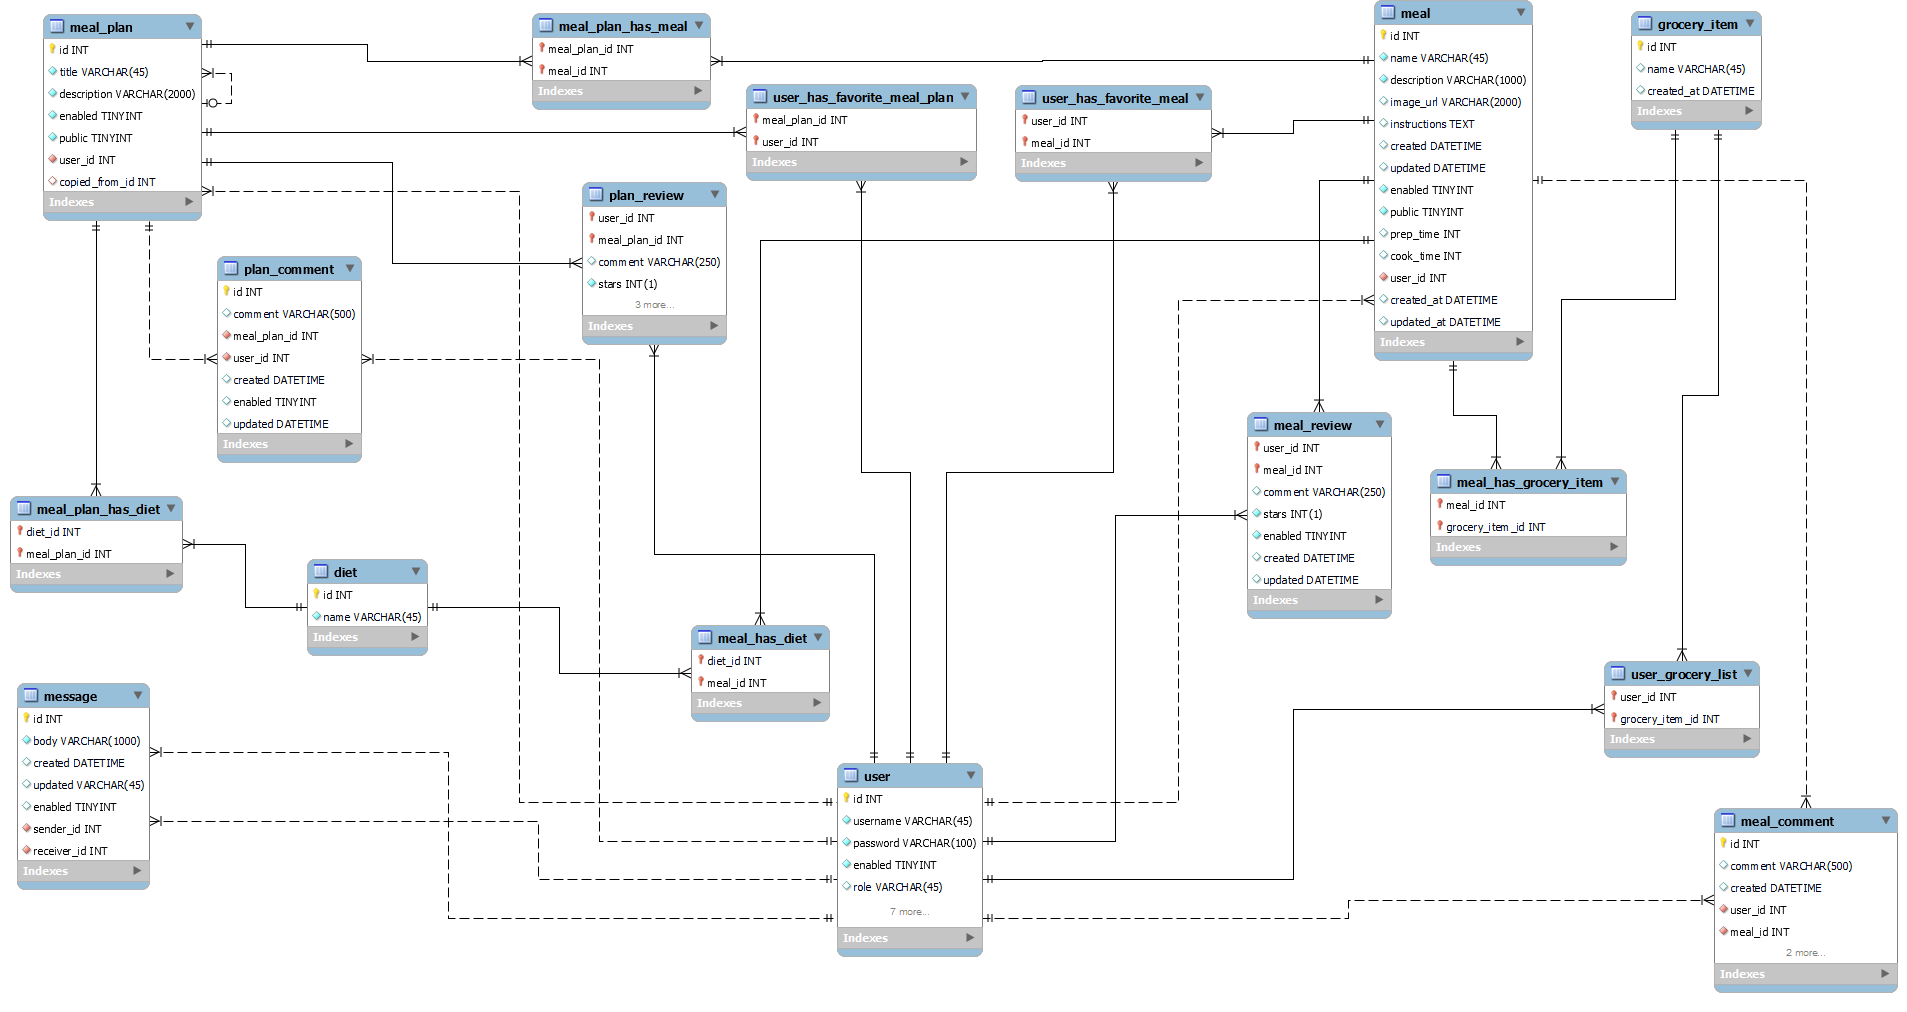 meal_plan
id INT
title VARCHAR(45)
description VARCHAR(2000)
enabled TINYINT
public TINYINT
user_id INT
copied_from_id INT
Indexes
meal_plan_has_meal
meal_plan_id INT
meal_id INT
Indexes
user_has_favorite_meal_plan
meal_plan_id INT
user_id INT
Indexes
user_has_favorite_meal
user_id INT
meal_id INT
Indexes
meal
id INT
name VARCHAR(45)
description VARCHAR(1000)
image_url VARCHAR(2000)
instructions TEXT
created DATETIME
updated DATETIME
enabled TINYINT
public TINYINT
prep_time INT
cook_time INT
user_id INT
created_at DATETIME
updated_at DATETIME
Indexes
grocery_item
id INT
name VARCHAR(45)
created_at DATETIME
Indexes
plan_review
user_id INT
meal_plan_id INT
comment VARCHAR(250)
stars INT(1)
3 more...
Indexes
plan_comment
id INT
comment VARCHAR(500)
meal_plan_id INT
user_id INT
created DATETIME
enabled TINYINT
updated DATETIME
Indexes
meal_review
user_id INT
meal_id INT
comment VARCHAR(250)
stars INT(1)
enabled TINYINT
created DATETIME
updated DATETIME
Indexes
meal_has_grocery_item
meal_id INT
grocery_item_id INT
Indexes
meal_plan_has_diet
diet_id INT
meal_plan_id INT
Indexes
diet
id INT
name VARCHAR(45)
Indexes
meal_has_diet
diet_id INT
meal_id INT
Indexes
user_grocery_list
user_id INT
grocery_item_id INT
Indexes
message
id INT
body VARCHAR(1000)
created DATETIME
updated VARCHAR(45)
enabled TINYINT
sender_id INT
receiver_id INT
Indexes
user
id INT
username VARCHAR(45)
password VARCHAR(100)
enabled TINYINT
role VARCHAR(45)
7 more...
Indexes
meal_comment
id INT
comment VARCHAR(500)
created DATETIME
user_id INT
meal_id INT
2 more...
Indexes